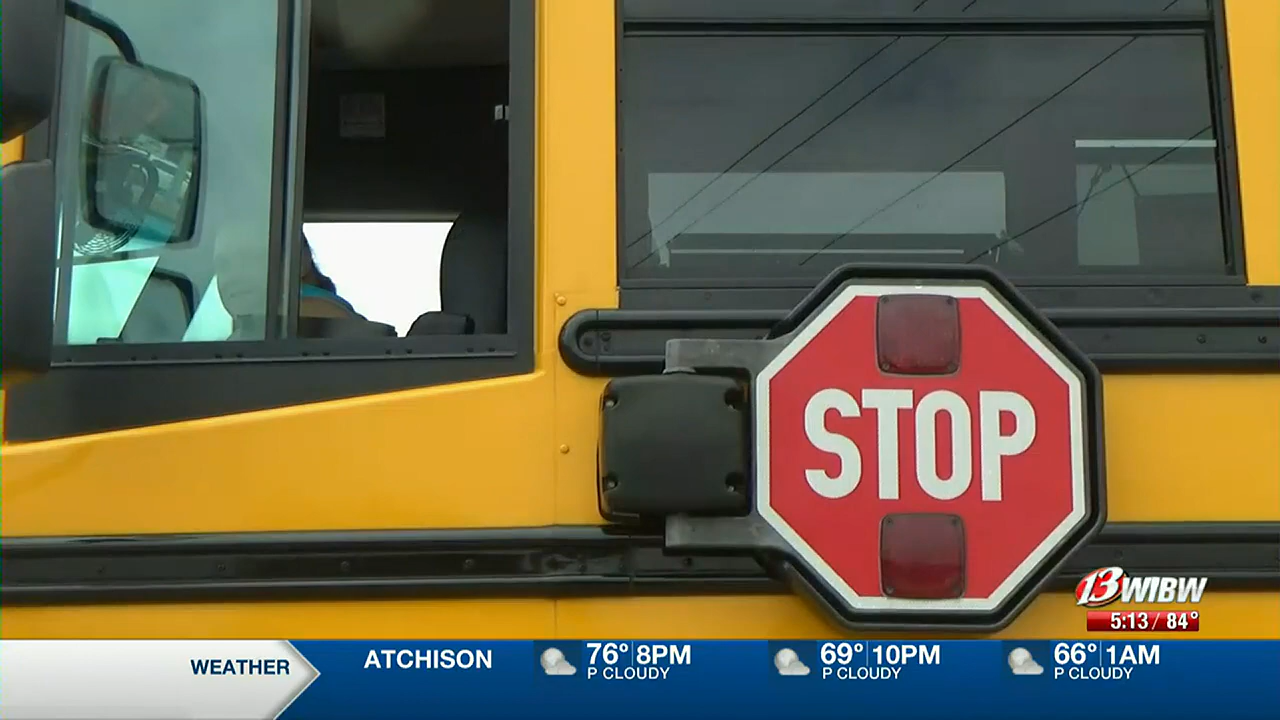 STOP
13 WIBW
5:13 / 84°
WEATHER
ATCHISON
76° 8PM
P CLOUDY
69° 10PM
P CLOUDY
66° 1AM
P CLOUDY